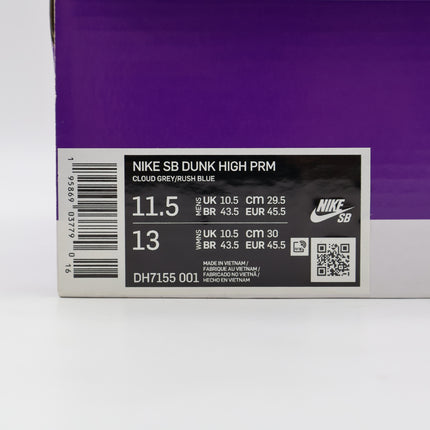 NIKE SB DUNK HIGH PRM
CLOUD GREY/RUSH BLUE
11.5 MENS UK 10.5 CM 29.5
BR 43.5 EUR 45.5
13 WMNS UK 10.5 CM 30
BR 43.5 EUR 45.5
NIKE
SB
MADE IN VIETNAM /
FABRIQUE AU VIETNAM /
FABRICADO NO VIETNÃ /
HECHO EN VIETNAM
DH7155 001
1 95869 03779 0 16